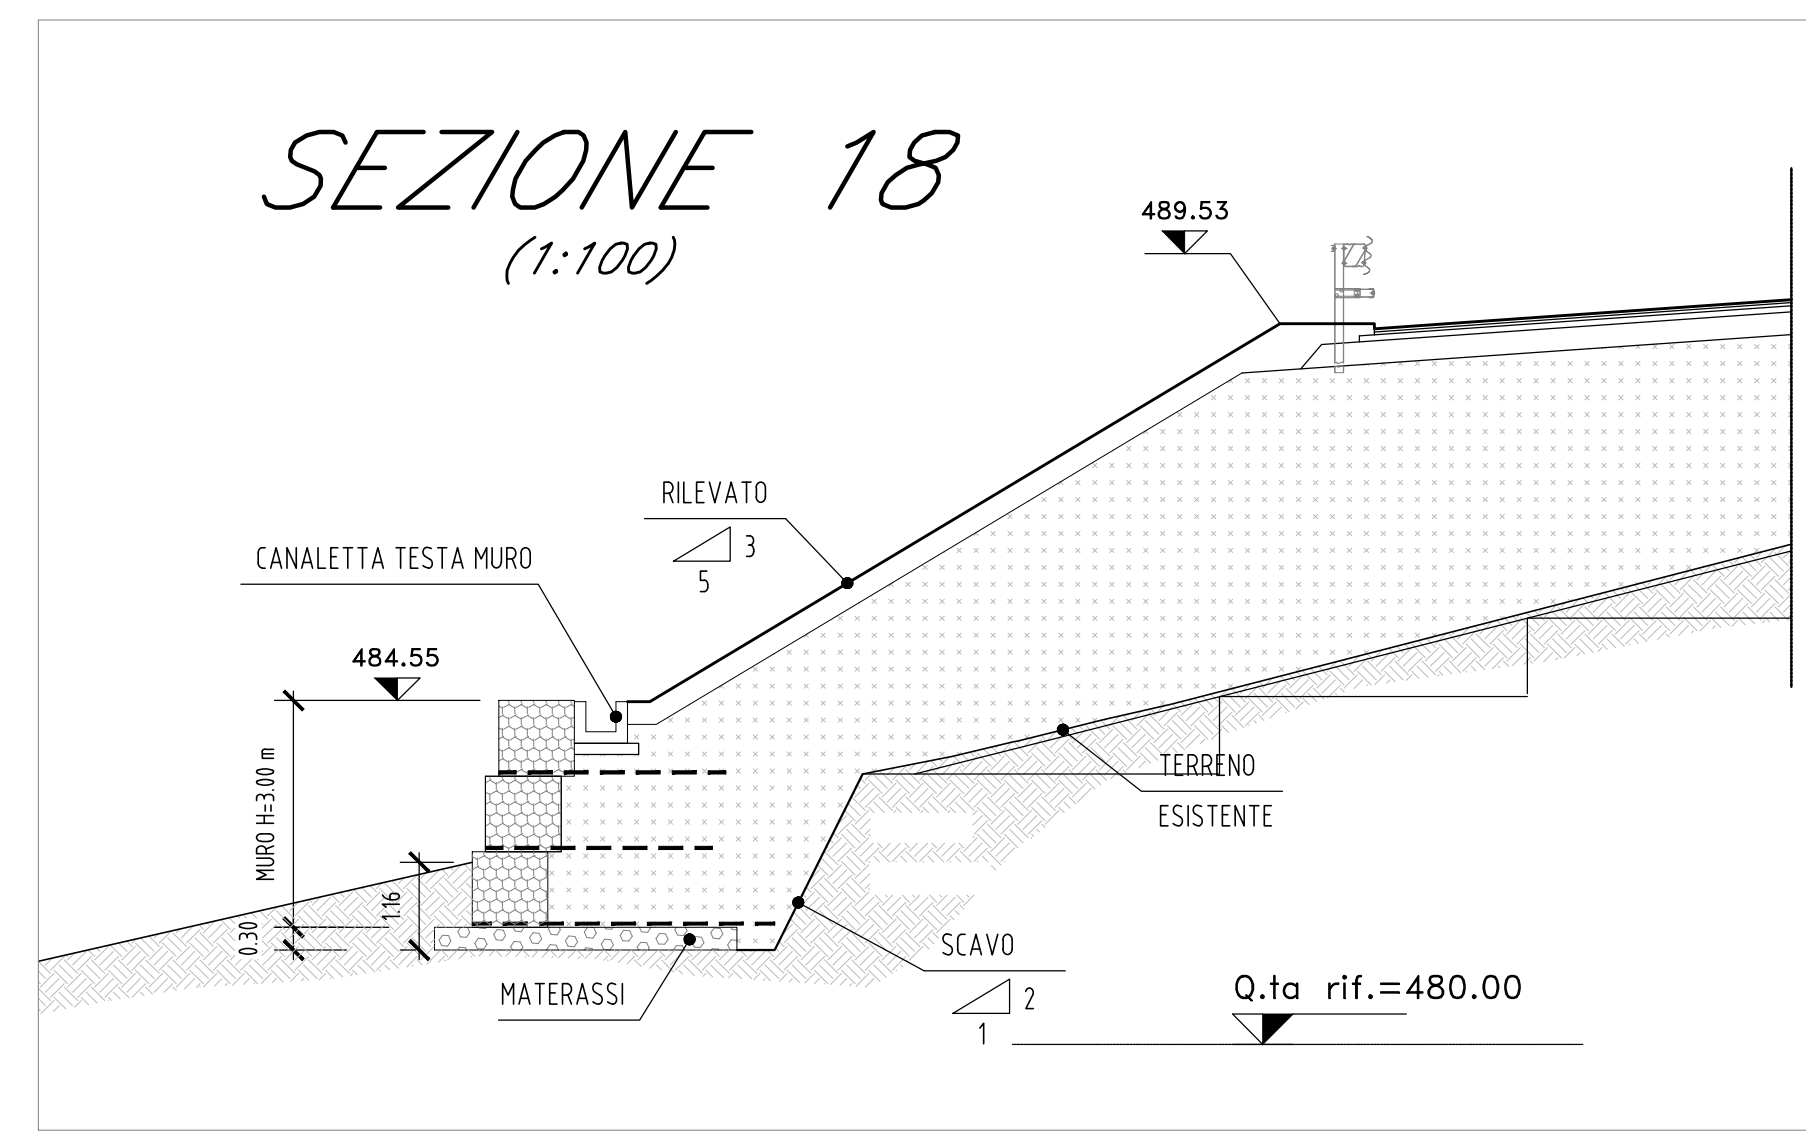 SEZIONE 18
(1:100)
489.53
RILEVATO
3
5
CANALETTA TESTA MURO
484.55
MURO H=3.00 m
1.16
0.30
TERRENO
ESISTENTE
SCAVO
2
1
MATERASSI
Q.ta rif.=480.00